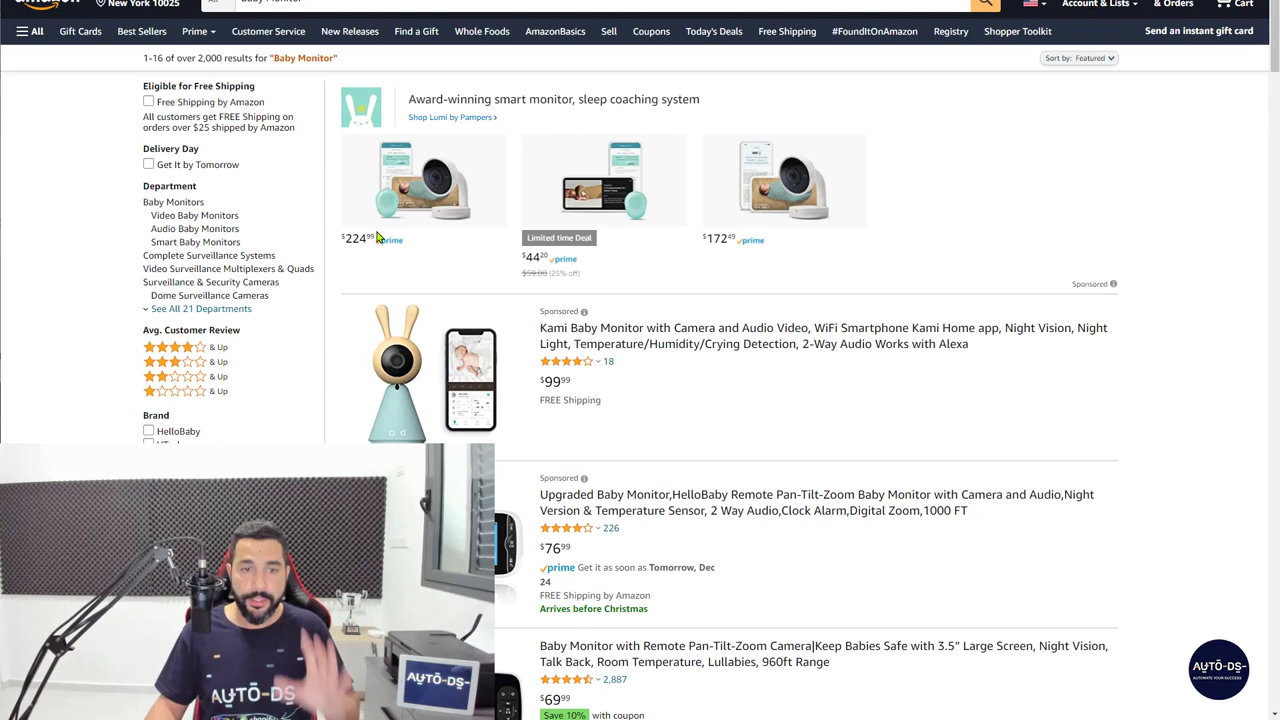 New York 10025
Account & Lists
& Orders
Cart
All
Gift Cards
Best Sellers
Prime
Customer Service
New Releases
Find a Gift
Whole Foods
AmazonBasics
Sell
Coupons
Today's Deals
Free Shipping
#FoundItOnAmazon
Registry
Shopper Toolkit
Send an instant gift card
1-16 of over 2,000 results for "Baby Monitor"
Sort by: Featured
Eligible for Free Shipping
Free Shipping by Amazon
All customers get FREE Shipping on
orders over $25 shipped by Amazon
Delivery Day
Get It by Tomorrow
Department
Baby Monitors
Video Baby Monitors
Audio Baby Monitors
Smart Baby Monitors
Complete Surveillance Systems
Video Surveillance Multiplexers & Quads
Surveillance & Security Cameras
Dome Surveillance Cameras
See All 21 Departments
Avg. Customer Review
& Up
& Up
& Up
& Up
Brand
HelloBaby
Award-winning smart monitor, sleep coaching system
Shop Lumi by Pampers ›
$224.99 prime
Limited time Deal
$44.20 prime
$59.00 (25% off)
$172.49 prime
Sponsored
Sponsored
Kami Baby Monitor with Camera and Audio Video, WiFi Smartphone Kami Home app, Night Vision, Night
Light, Temperature/Humidity/Crying Detection, 2-Way Audio Works with Alexa
18
$99.99
FREE Shipping
Sponsored
Upgraded Baby Monitor,HelloBaby Remote Pan-Tilt-Zoom Baby Monitor with Camera and Audio,Night
Version & Temperature Sensor, 2 Way Audio,Clock Alarm,Digital Zoom,1000 FT
226
$76.99
prime Get it as soon as Tomorrow, Dec
24
FREE Shipping by Amazon
Arrives before Christmas
Baby Monitor with Remote Pan-Tilt-Zoom Camera|Keep Babies Safe with 3.5” Large Screen, Night Vision,
Talk Back, Room Temperature, Lullabies, 960ft Range
2,887
$69.99
Save 10% with coupon
AUTO-DS-
AUTO-DS-
AUTO-DS-
AUTOMATE YOUR SUCCESS